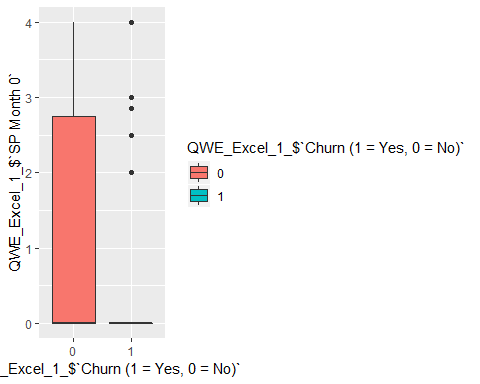 4
3
2
1
0
QWE_Excel_1_$`SP Month 0`
0 1
_Excel_1_$`Churn (1 = Yes, 0 = No)`
QWE_Excel_1_$`Churn (1 = Yes, 0 = No)`
0
1